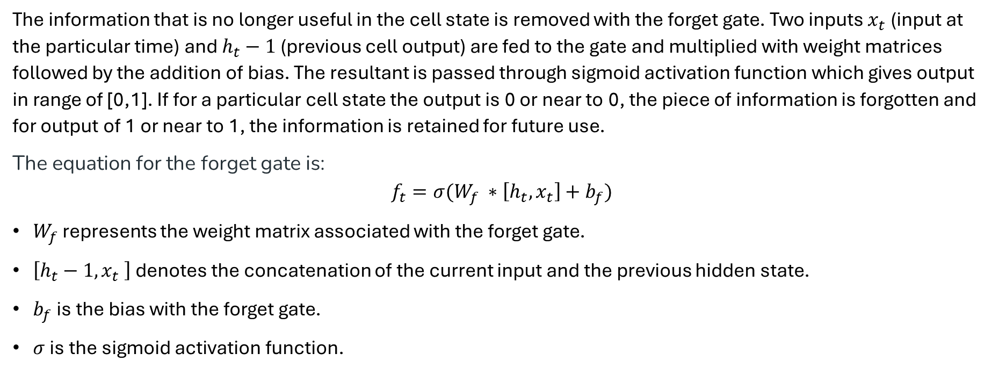 The information that is no longer useful in the cell state is removed with the forget gate. Two inputs $x_t$ (input at
the particular time) and $h_t - 1$ (previous cell output) are fed to the gate and multiplied with weight matrices
followed by the addition of bias. The resultant is passed through sigmoid activation function which gives output
in range of [0,1]. If for a particular cell state the output is 0 or near to 0, the piece of information is forgotten and
for output of 1 or near to 1, the information is retained for future use.
The equation for the forget gate is:
$f_t = \sigma(W_f * [h_t, x_t] + b_f)$
• $W_f$ represents the weight matrix associated with the forget gate.
• $[h_t - 1, x_t]$ denotes the concatenation of the current input and the previous hidden state.
• $b_f$ is the bias with the forget gate.
• $\sigma$ is the sigmoid activation function.